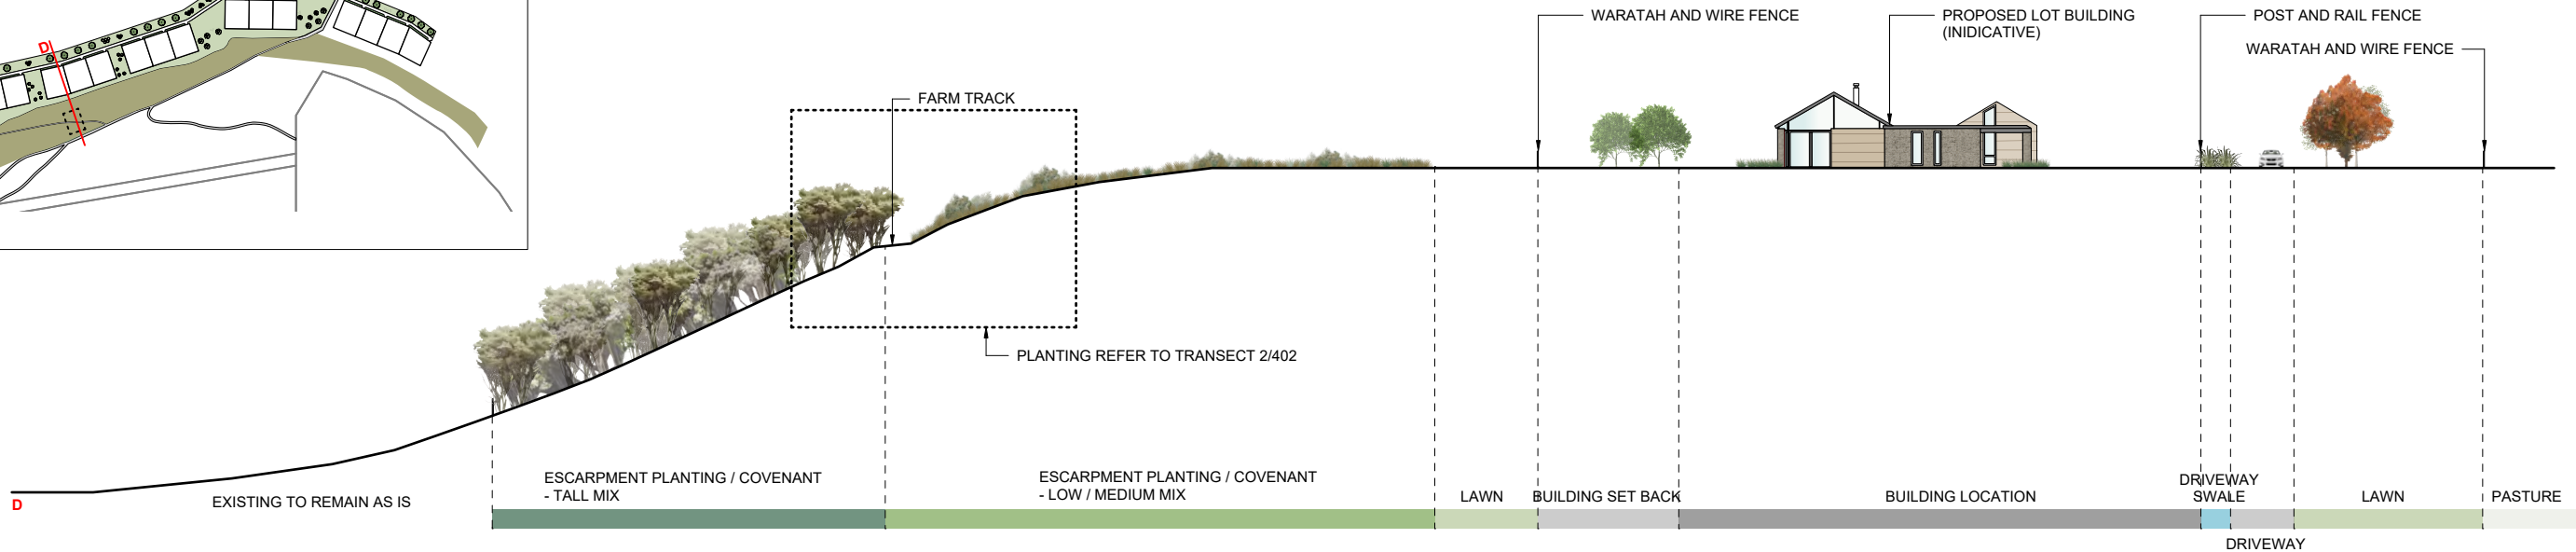 D
WARATAH AND WIRE FENCE
PROPOSED LOT BUILDING
(INIDICATIVE)
POST AND RAIL FENCE
WARATAH AND WIRE FENCE
FARM TRACK
PLANTING REFER TO TRANSECT 2/402
D
EXISTING TO REMAIN AS IS
ESCARPMENT PLANTING / COVENANT
- TALL MIX
ESCARPMENT PLANTING / COVENANT
- LOW / MEDIUM MIX
LAWN
BUILDING SET BACK
BUILDING LOCATION
DRIVEWAY
SWALE
LAWN
PASTURE
DRIVEWAY